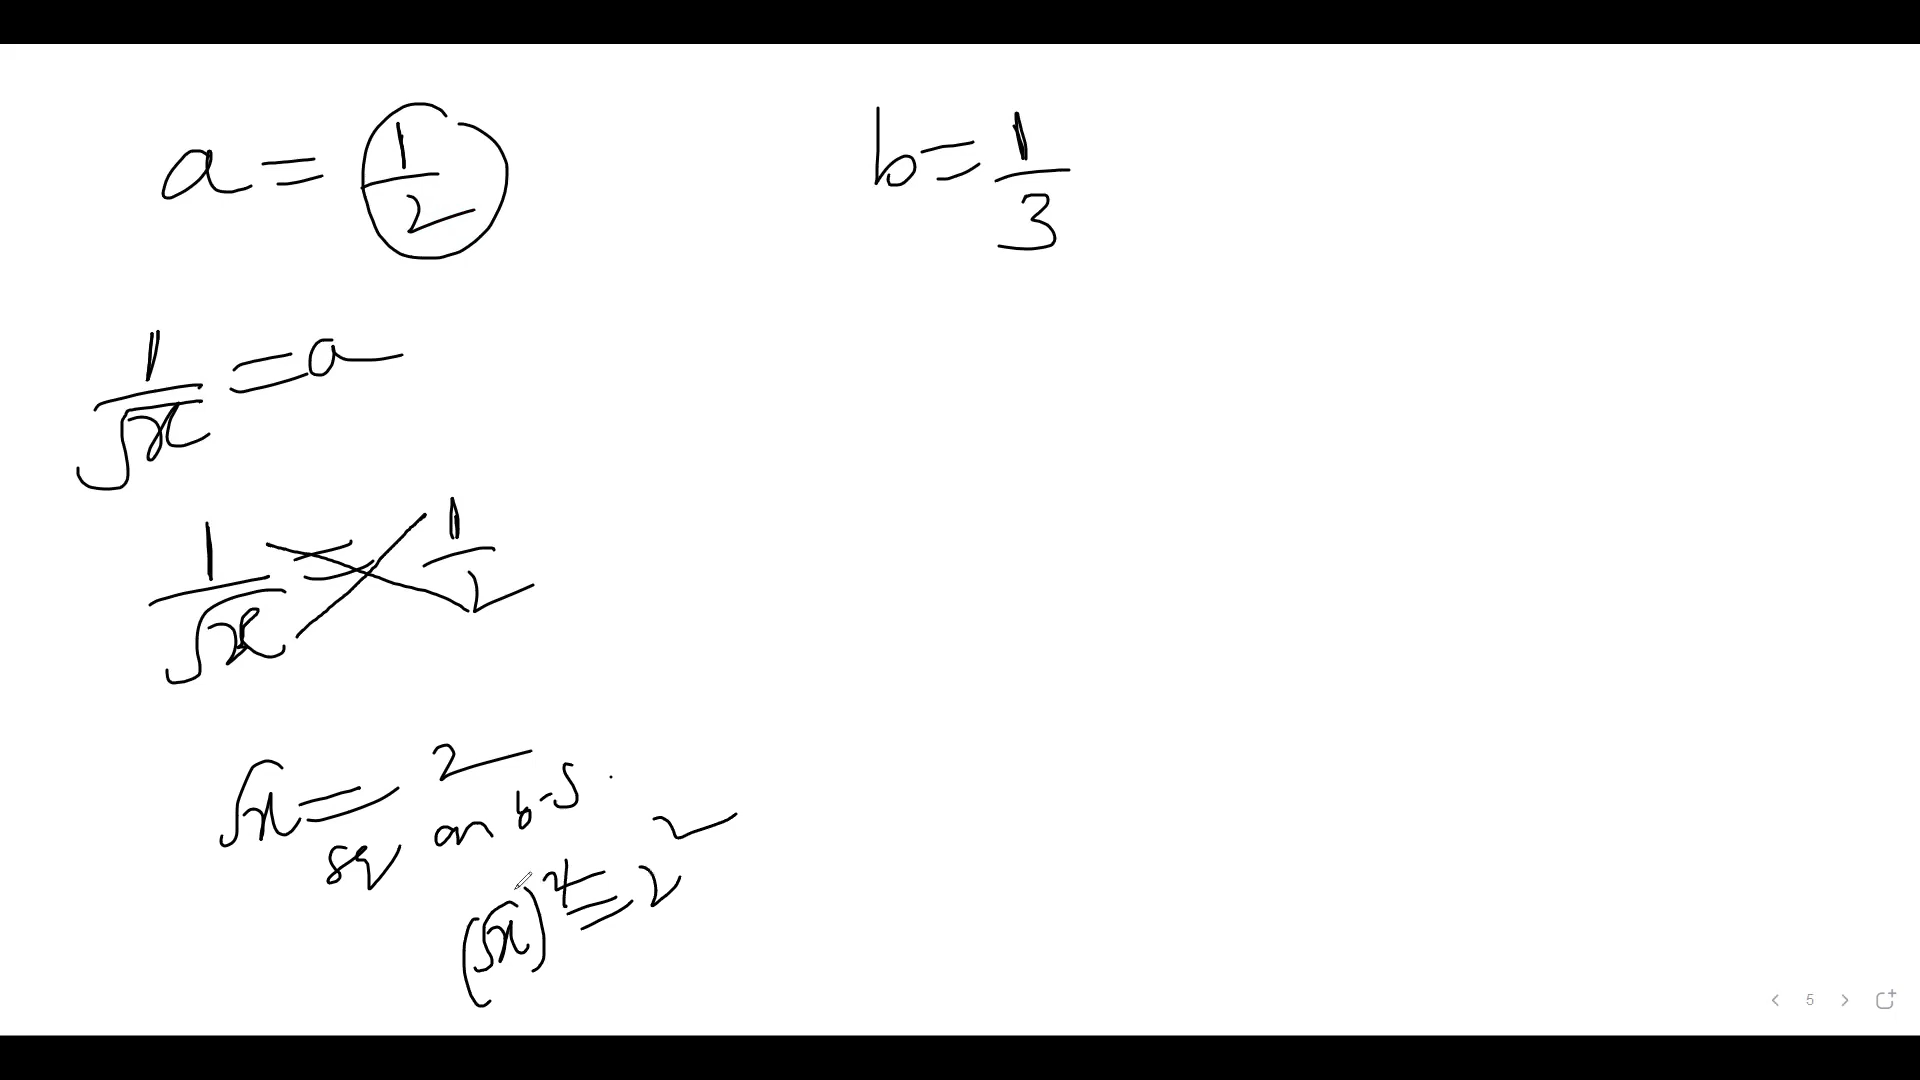 a = 1/2
b = 1/3
1/√x = a
1/√x = 1/2
√x = 2
sq on b-s.
(√x)² = 2²
5